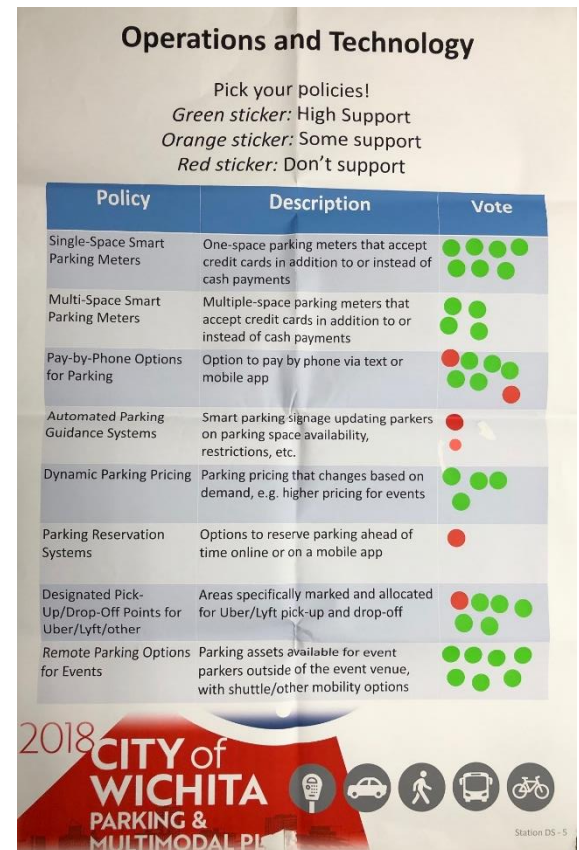 Operations and Technology
Pick your policies!
Green sticker: High Support
Orange sticker: Some support
Red sticker: Don't support
Policy Description Vote
Single-Space Smart Parking Meters
One-space parking meters that accept credit cards in addition to or instead of cash payments
Multi-Space Smart Parking Meters
Multiple-space parking meters that accept credit cards in addition to or instead of cash payments
Pay-by-Phone Options for Parking
Option to pay by phone via text or mobile app
Automated Parking Guidance Systems
Smart parking signage updating parkers on parking space availability, restrictions, etc.
Dynamic Parking Pricing
Parking pricing that changes based on demand, e.g. higher pricing for events
Parking Reservation Systems
Options to reserve parking ahead of time online or on a mobile app
Designated Pick-Up/Drop-Off Points for Uber/Lyft/other
Areas specifically marked and allocated for Uber/Lyft pick-up and drop-off
Remote Parking Options for Events
Parking assets available for event parkers outside of the event venue, with shuttle/other mobility options
2018 CITY of
WICHITA
PARKING &
MULTIMODAL
Station DS - 5